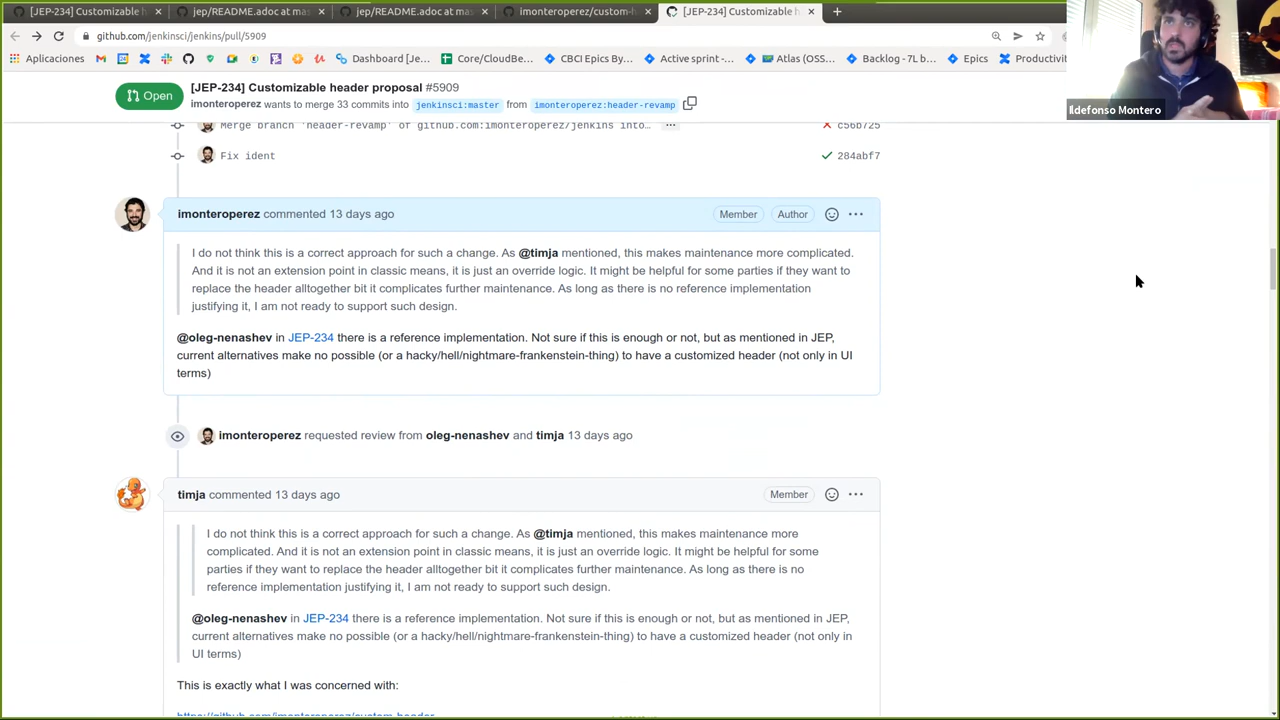 [JEP-234] Customizable h
jep/README.adoc at mas
jep/README.adoc at mas
imonteroperez/custom-h
[JEP-234] Customizable h
github.com/jenkinsci/jenkins/pull/5909
Aplicaciones
Dashboard [Je...
Core/CloudBe...
CBCI Epics By...
Active sprint -...
Atlas (OSS...
Backlog - 7L b...
Epics
Productivi
Ildefonso Montero
Open
[JEP-234] Customizable header proposal #5909
imonteroperez wants to merge 33 commits into jenkinsci:master from imonteroperez:header-revamp
Merge branch 'header-revamp' of github.com:imonteroperez/jenkins into… ... c56b725
Fix ident 284abf7
imonteroperez commented 13 days ago Member Author ...
I do not think this is a correct approach for such a change. As @timja mentioned, this makes maintenance more complicated.
And it is not an extension point in classic means, it is just an override logic. It might be helpful for some parties if they want to
replace the header alltogether bit it complicates further maintenance. As long as there is no reference implementation
justifying it, I am not ready to support such design.
@oleg-nenashev in JEP-234 there is a reference implementation. Not sure if this is enough or not, but as mentioned in JEP,
current alternatives make no possible (or a hacky/hell/nightmare-frankenstein-thing) to have a customized header (not only in UI
terms)
imonteroperez requested review from oleg-nenashev and timja 13 days ago
timja commented 13 days ago Member ...
I do not think this is a correct approach for such a change. As @timja mentioned, this makes maintenance more
complicated. And it is not an extension point in classic means, it is just an override logic. It might be helpful for some
parties if they want to replace the header alltogether bit it complicates further maintenance. As long as there is no
reference implementation justifying it, I am not ready to support such design.
@oleg-nenashev in JEP-234 there is a reference implementation. Not sure if this is enough or not, but as mentioned in JEP,
current alternatives make no possible (or a hacky/hell/nightmare-frankenstein-thing) to have a customized header (not only in
UI terms)
This is exactly what I was concerned with:
https://github.com/imonteroperez/custom-header